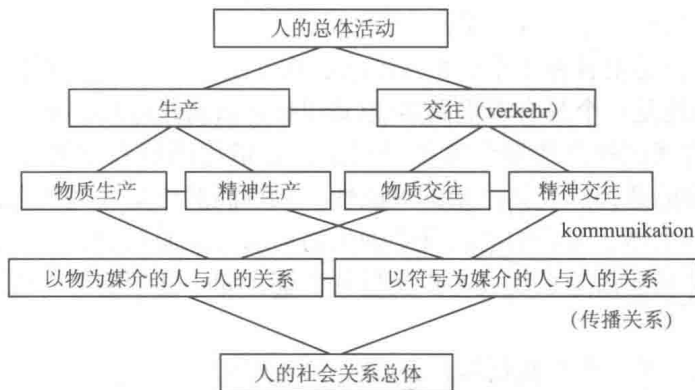 人的总体活动
生产
交往（verkehr）
物质生产
精神生产
物质交往
精神交往
kommunikation
以物为媒介的人与人的关系
以符号为媒介的人与人的关系
（传播关系）
人的社会关系总体